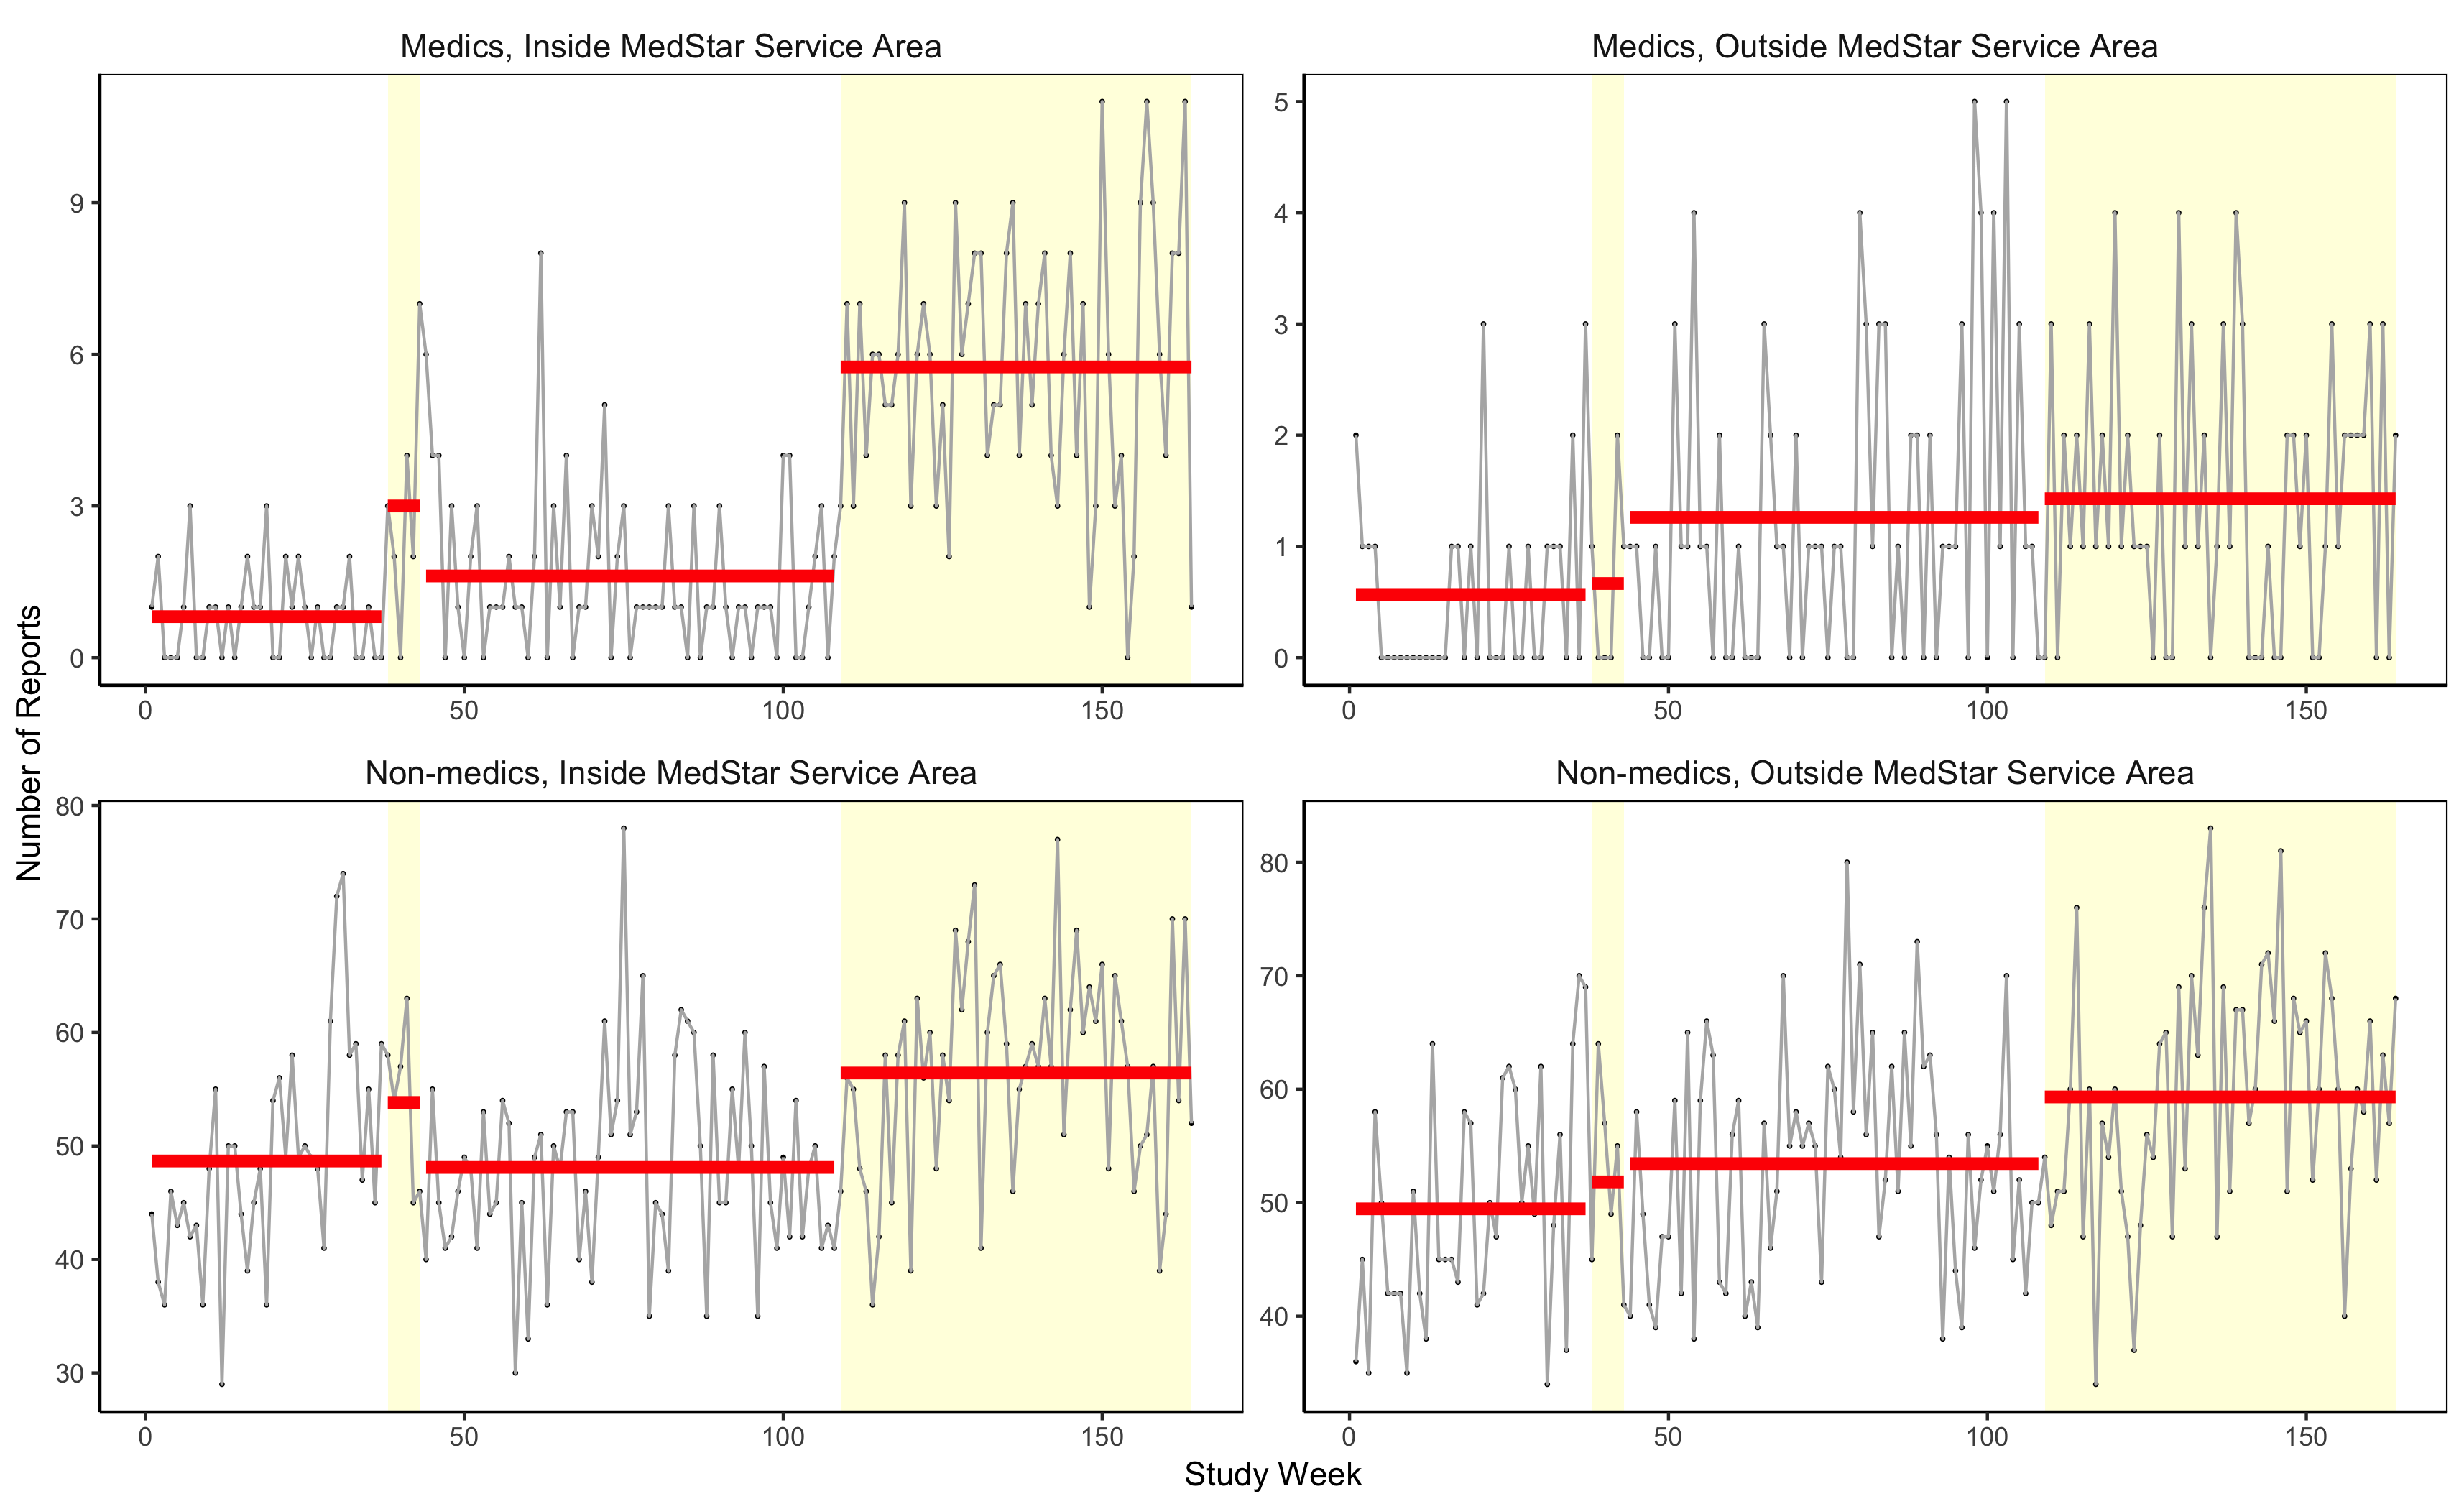 Medics, Inside MedStar Service Area
Medics, Outside MedStar Service Area
9
6
3
0
0 50 100 150
5
4
3
2
1
0
0 50 100 150
Number of Reports
Non-medics, Inside MedStar Service Area
Non-medics, Outside MedStar Service Area
80
70
60
50
40
30
0 50 100 150
80
70
60
50
40
0 50 100 150
Study Week